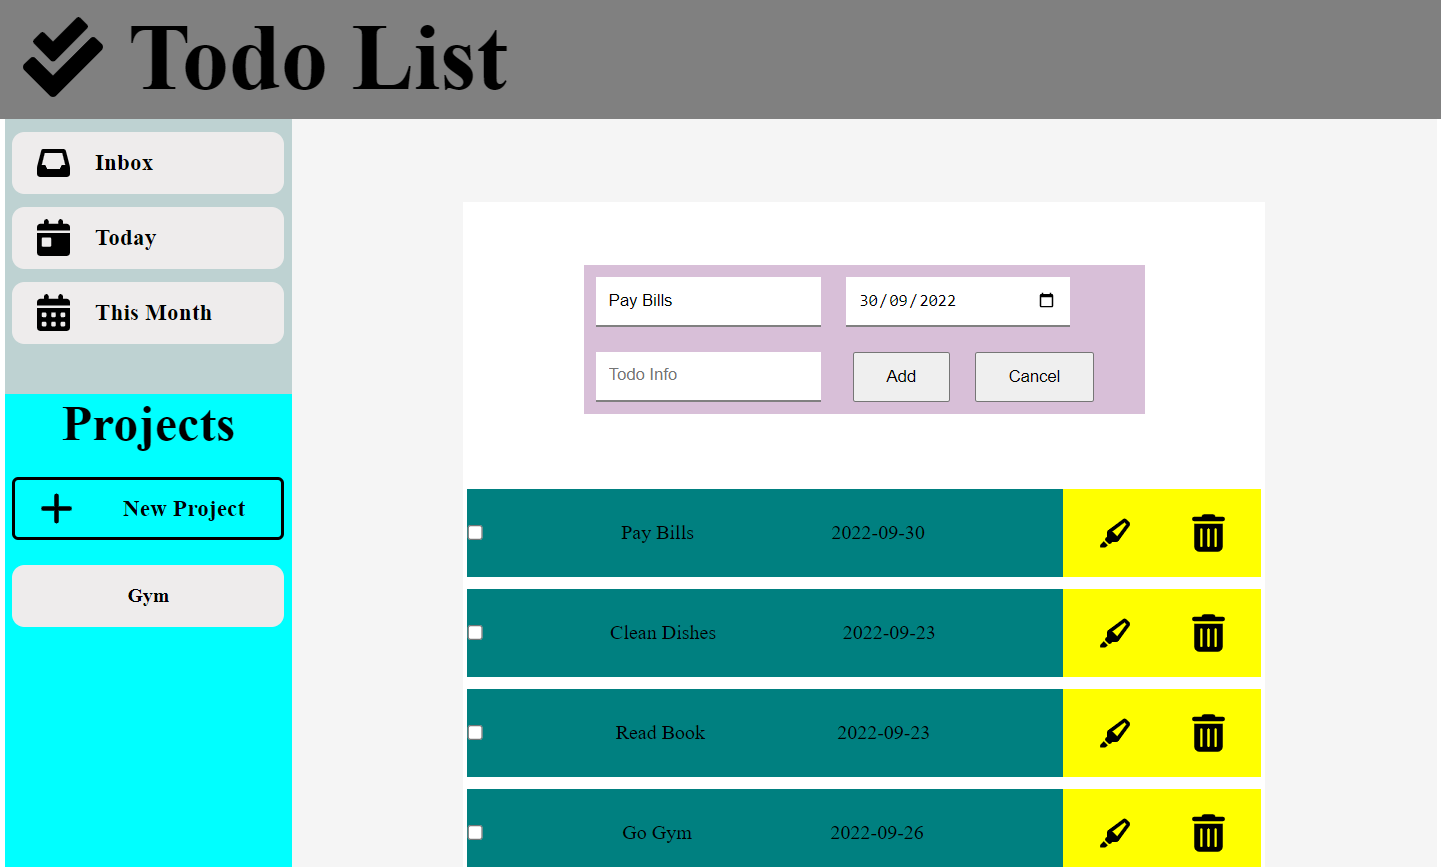 Todo List
Inbox
Today
This Month
Projects
New Project
Gym
Pay Bills 30/09/2022
Todo Info Add Cancel
Pay Bills 2022-09-30
Clean Dishes 2022-09-23
Read Book 2022-09-23
Go Gym 2022-09-26